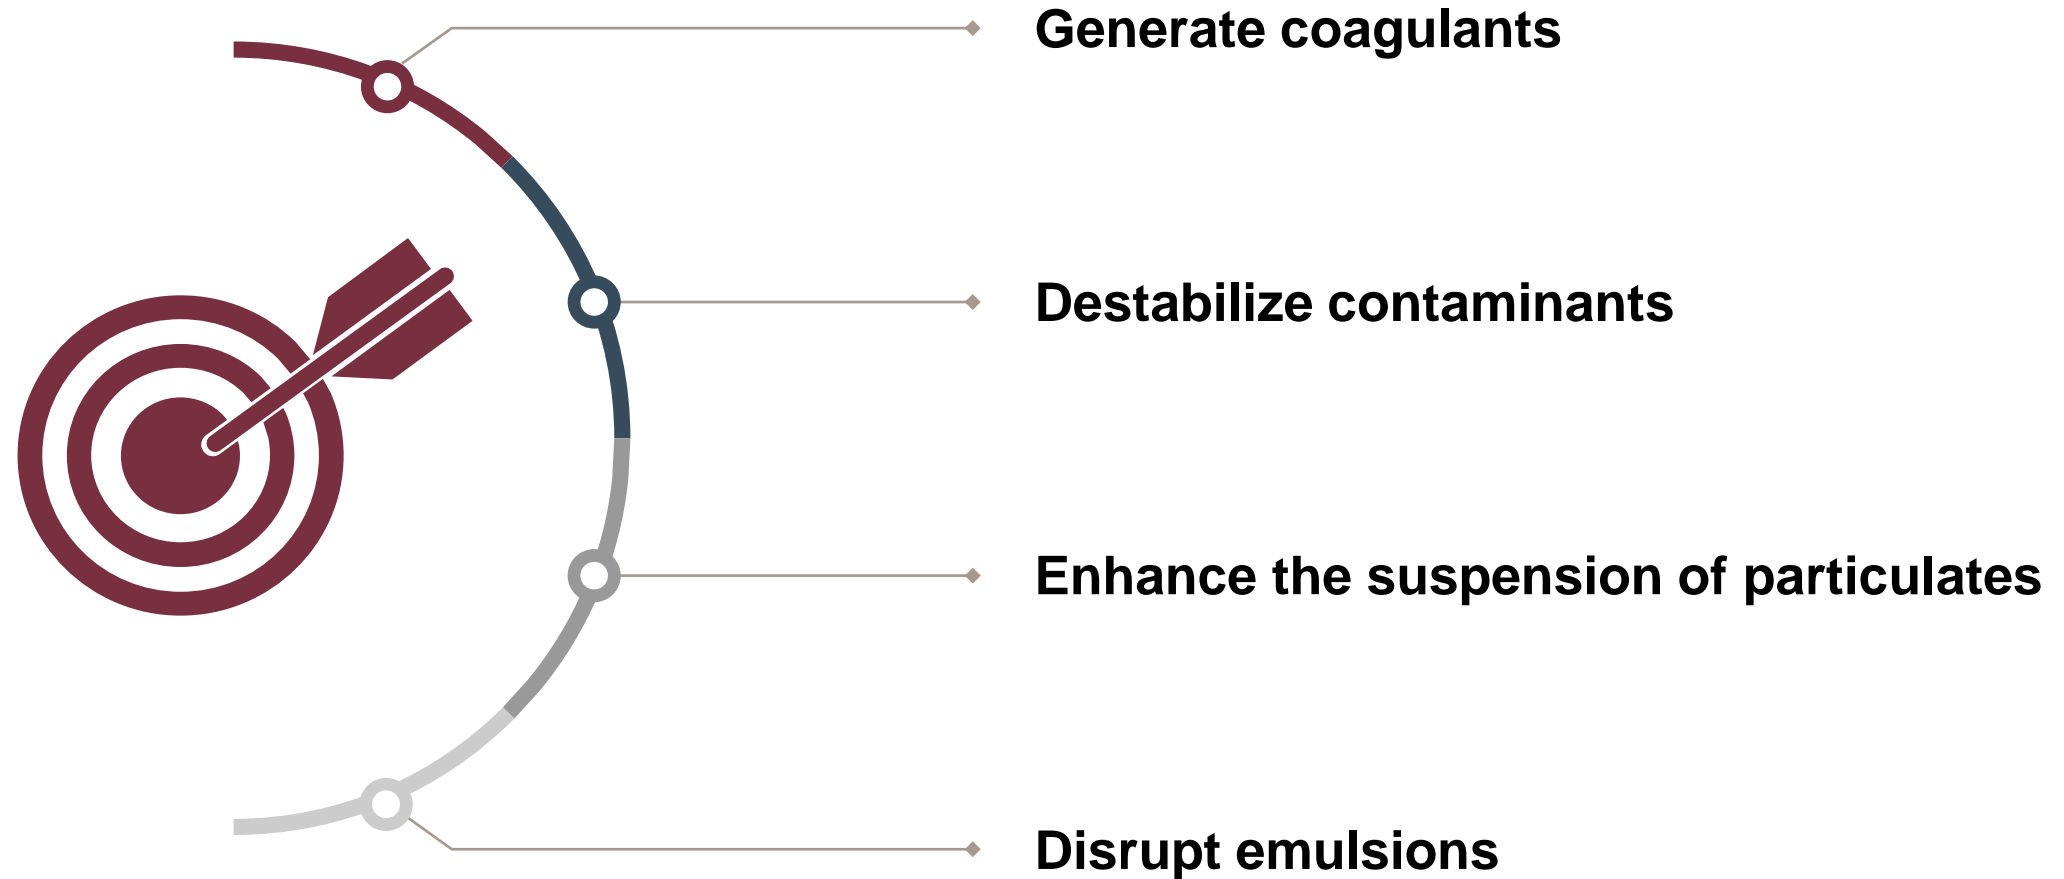 Generate coagulants
Destabilize contaminants
Enhance the suspension of particulates
Disrupt emulsions